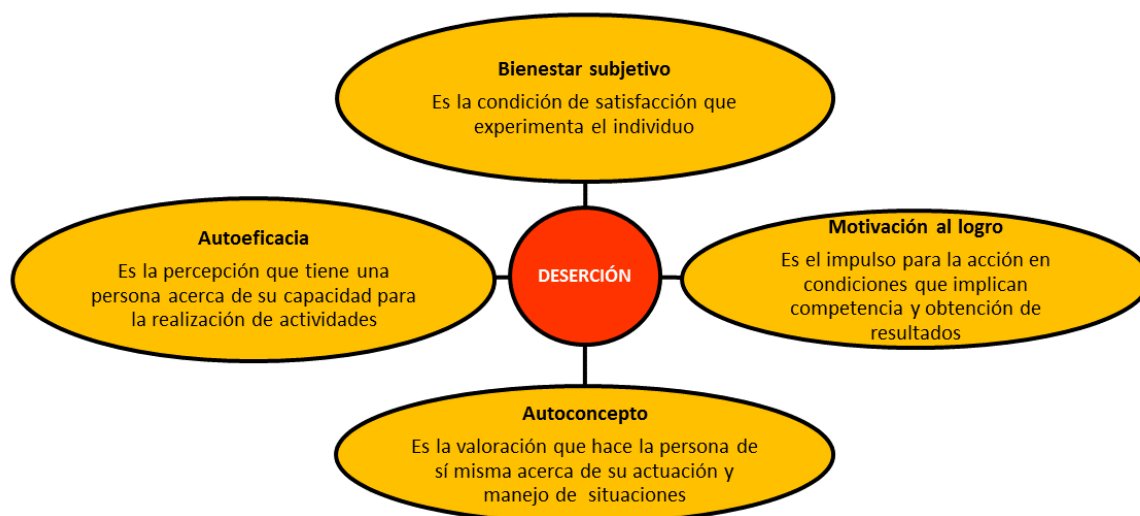 Bienestar subjetivo
Es la condición de satisfacción que
experimenta el individuo
Autoeficacia
Es la percepción que tiene una
persona acerca de su capacidad para
la realización de actividades
DESERCIÓN
Motivación al logro
Es el impulso para la acción en
condiciones que implican
competencia y obtención de
resultados
Autoconcepto
Es la valoración que hace la persona de
sí misma acerca de su actuación y
manejo de situaciones